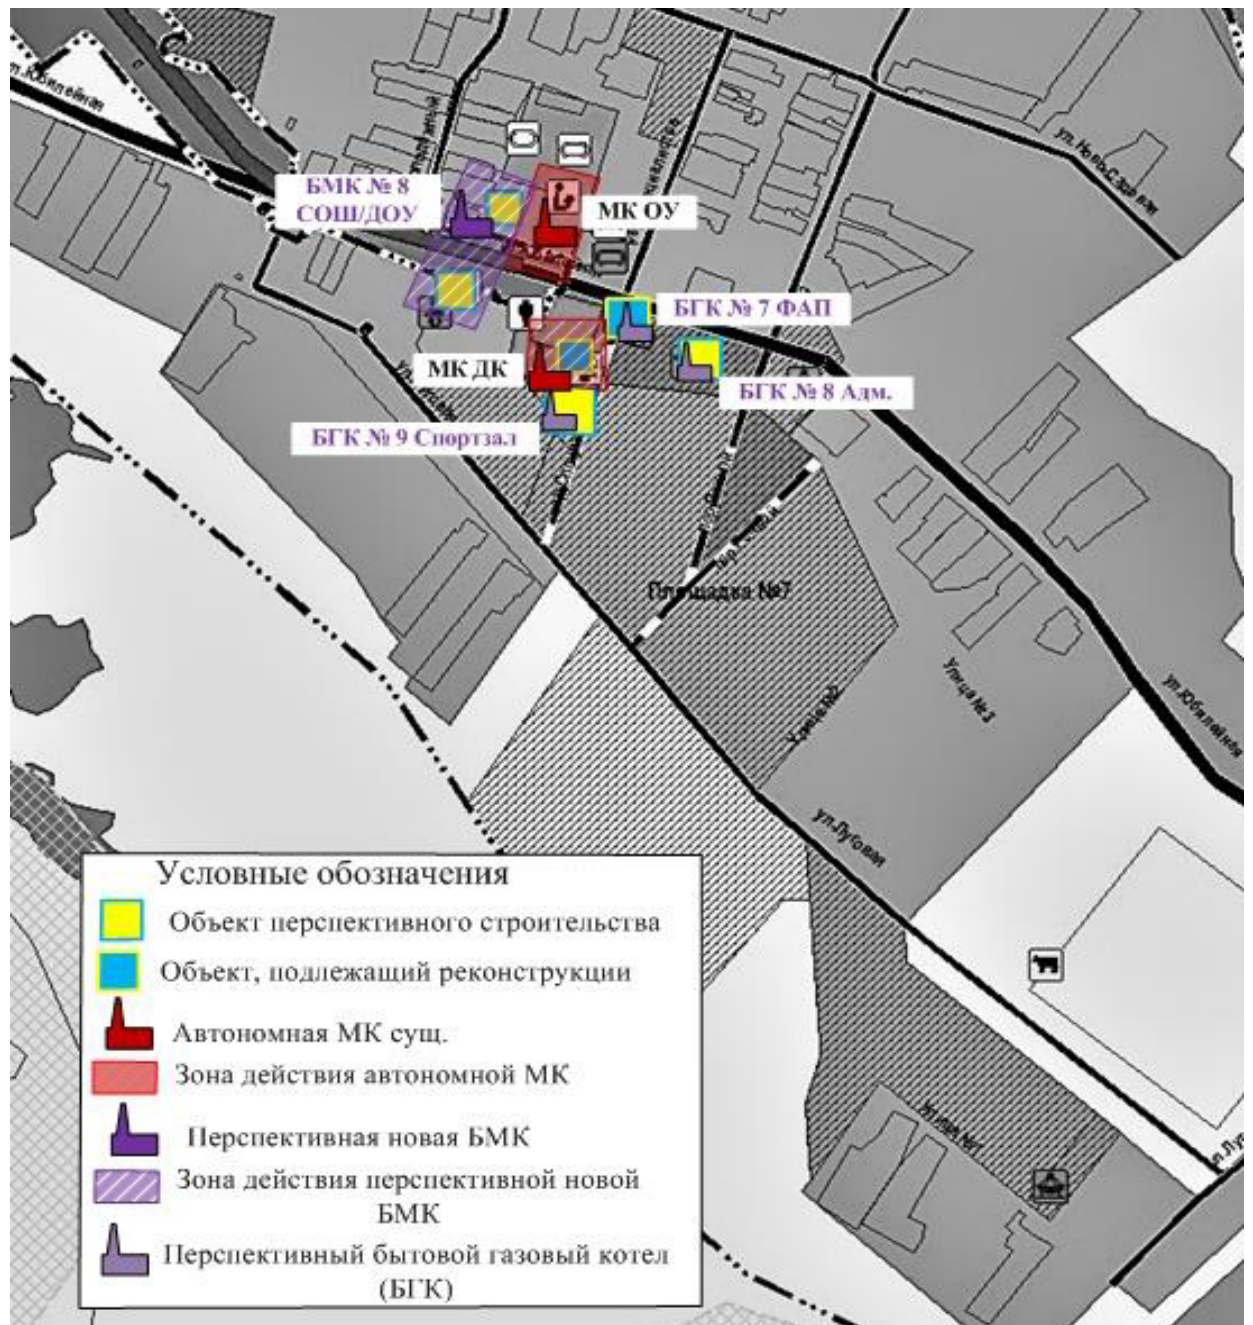 ул.Юбилейная
ул. Ново-Садовая
БМК № 8
СОШ/ДОУ
МК ОУ
БГК № 7 ФАП
МК ДК
БГК № 8 Адм.
БГК № 9 Спортзал
Площадка №7
Улица №3
ул.Юбилейная
Улица №2
ул.Луговая
Условные обозначения
Объект перспективного строительства
Объект, подлежащий реконструкции
Автономная МК сущ.
Зона действия автономной МК
Перспективная новая БМК
Зона действия перспективной новой
БМК
Перспективный бытовой газовый котел
(БГК)